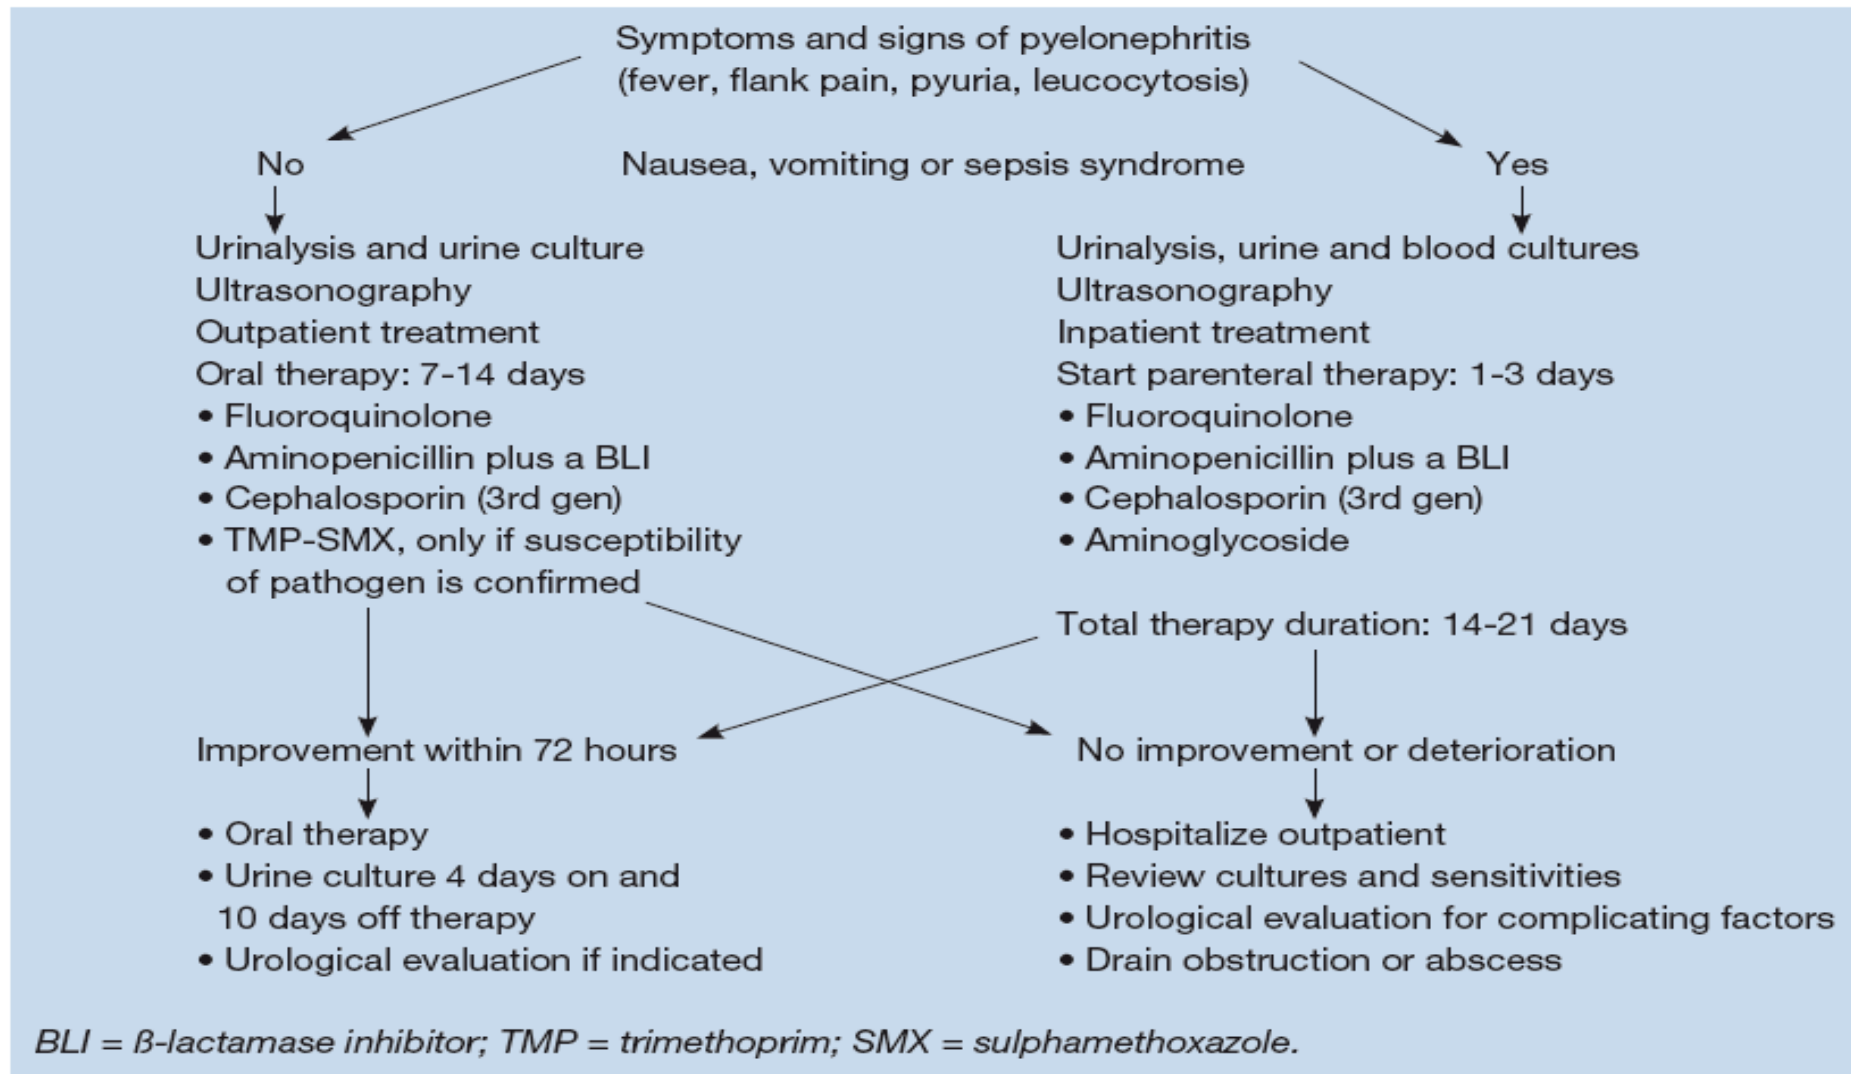 Symptoms and signs of pyelonephritis
(fever, flank pain, pyuria, leucocytosis)
No
Nausea, vomiting or sepsis syndrome
Yes
Urinalysis and urine culture
Ultrasonography
Outpatient treatment
Oral therapy: 7-14 days
• Fluoroquinolone
• Aminopenicillin plus a BLI
• Cephalosporin (3rd gen)
• TMP-SMX, only if susceptibility
of pathogen is confirmed
Urinalysis, urine and blood cultures
Ultrasonography
Inpatient treatment
Start parenteral therapy: 1-3 days
• Fluoroquinolone
• Aminopenicillin plus a BLI
• Cephalosporin (3rd gen)
• Aminoglycoside
Total therapy duration: 14-21 days
Improvement within 72 hours
• Oral therapy
• Urine culture 4 days on and
10 days off therapy
• Urological evaluation if indicated
No improvement or deterioration
• Hospitalize outpatient
• Review cultures and sensitivities
• Urological evaluation for complicating factors
• Drain obstruction or abscess
BLI = ß-lactamase inhibitor; TMP = trimethoprim; SMX = sulphamethoxazole.